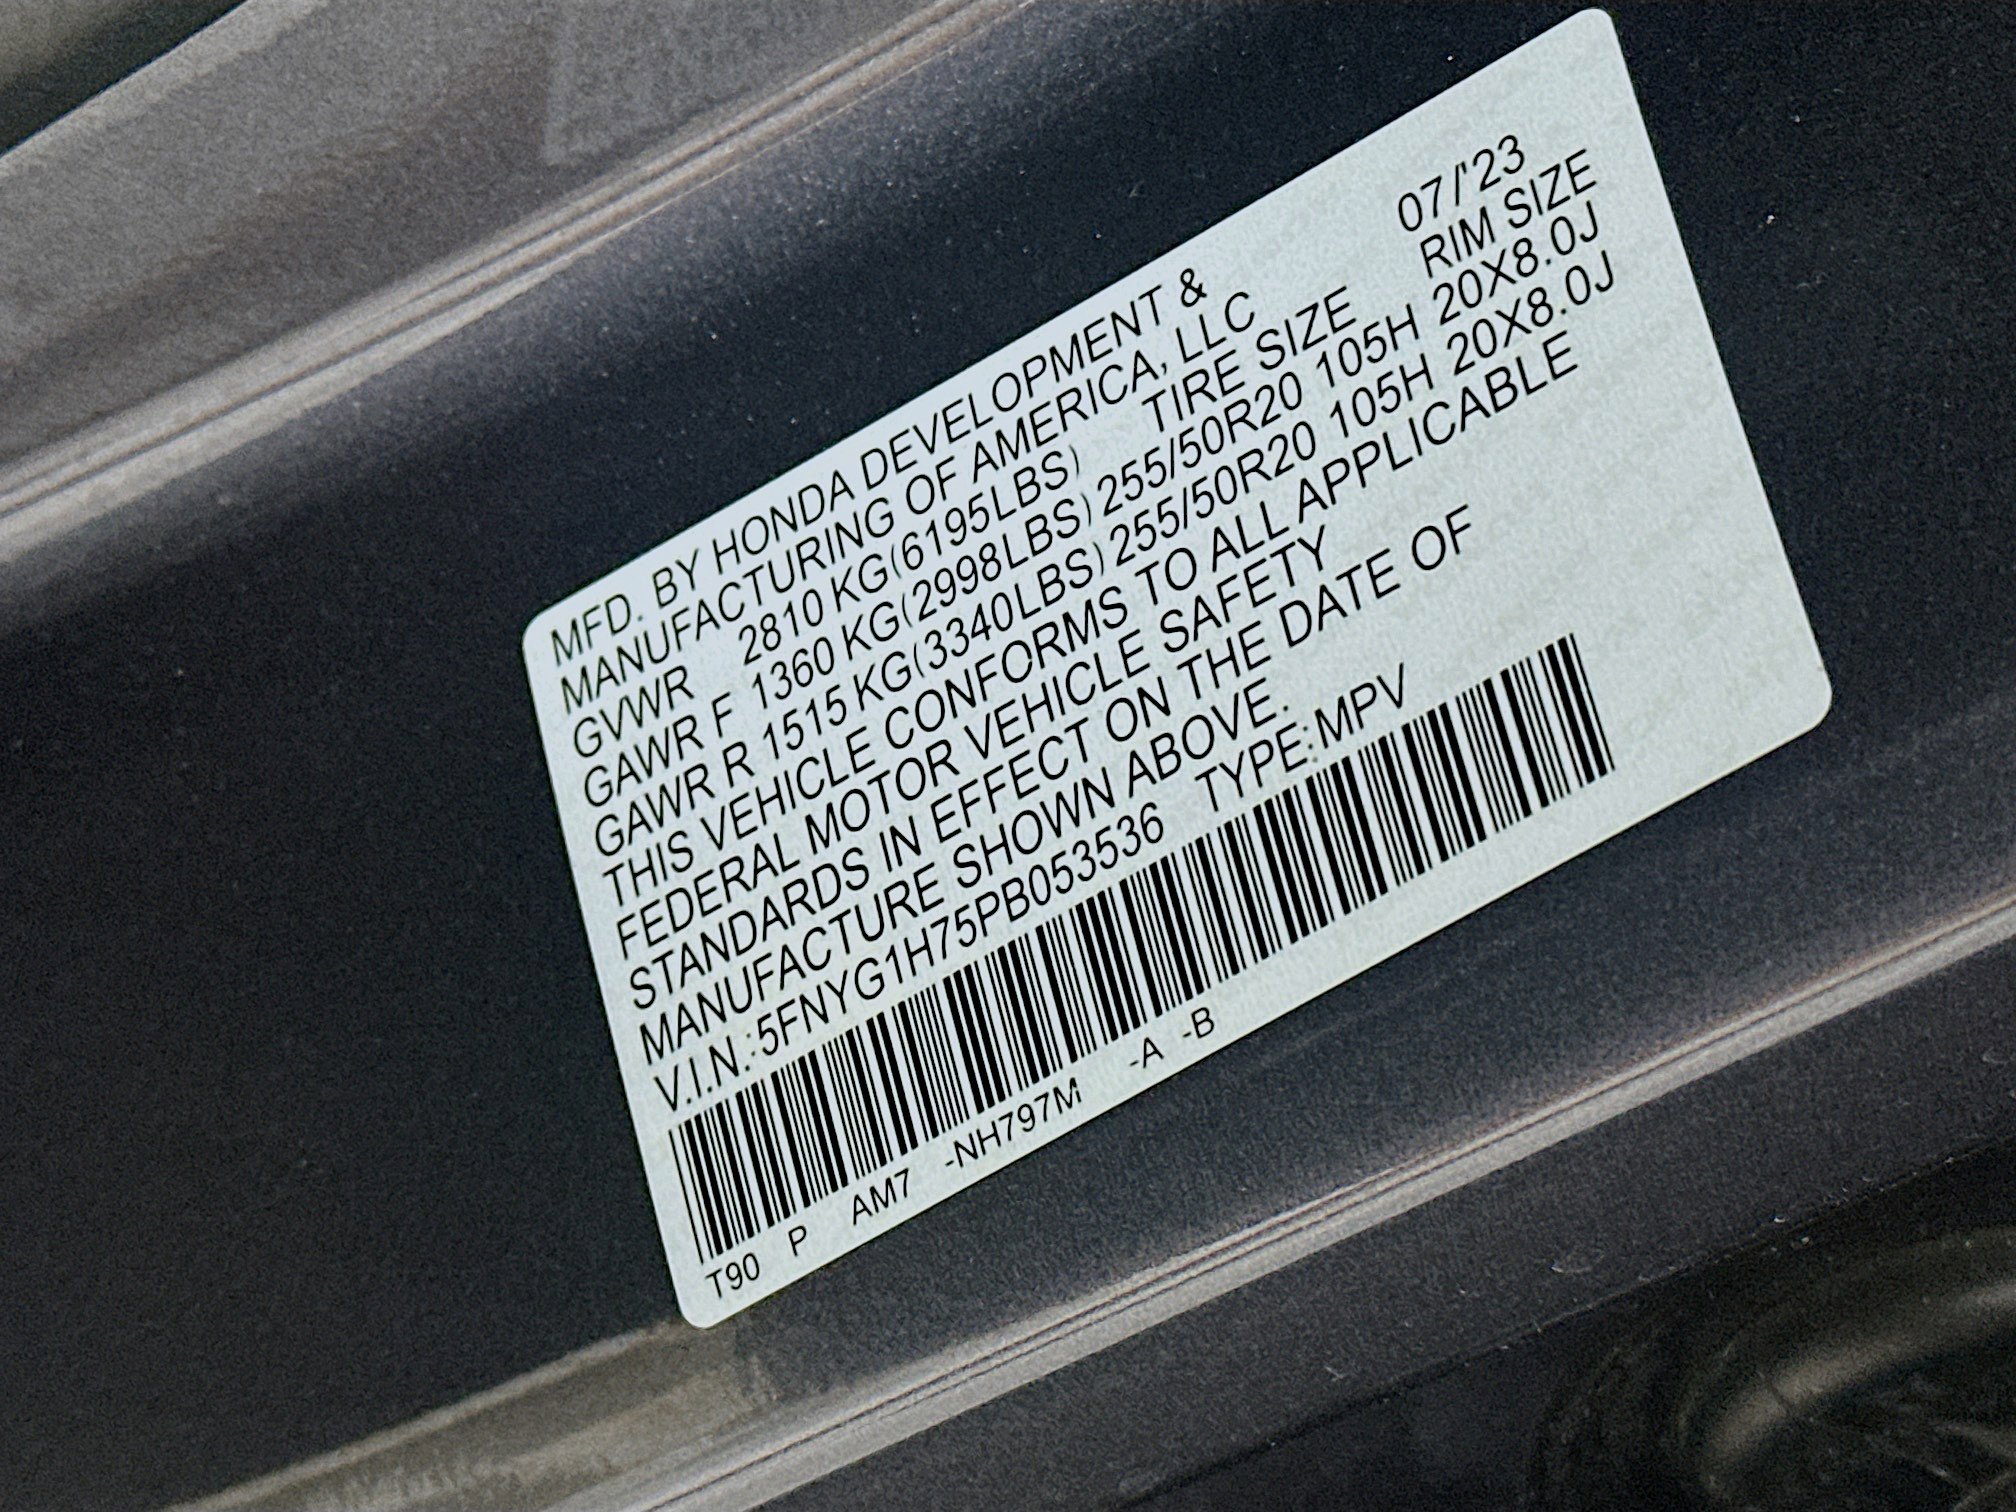 07/'23
MFD. BY HONDA DEVELOPMENT &
MANUFACTURING OF AMERICA, LLC
GVWR 2810 KG(6195LBS) TIRE SIZE RIM SIZE
GAWR F 1360 KG(2998LBS) 255/50R20 105H 20X8.0J
GAWR R 1515 KG(3340LBS) 255/50R20 105H 20X8.0J
THIS VEHICLE CONFORMS TO ALL APPLICABLE
FEDERAL MOTOR VEHICLE SAFETY
STANDARDS IN EFFECT ON THE DATE OF
MANUFACTURE SHOWN ABOVE.
V.I.N.:5FNYG1H75PB053536 TYPE:MPV
T90 P AM7 -NH797M -A -B